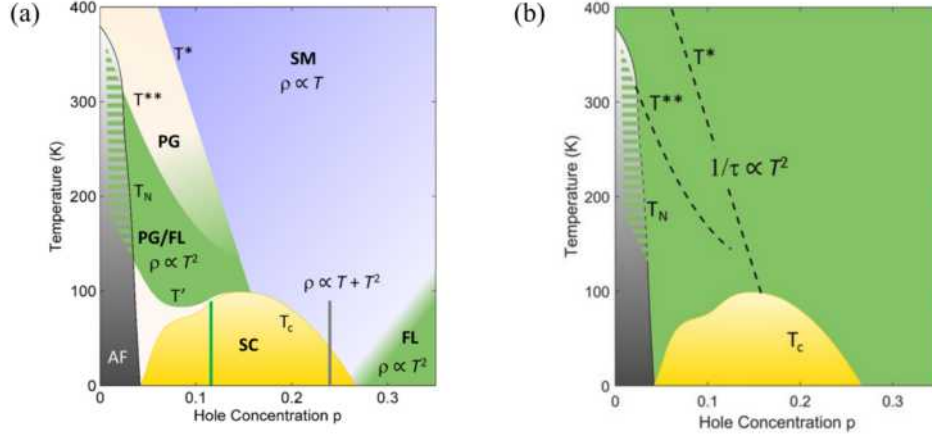 (a)
400
300
200
100
0
Temperature (K)
0
0.1
0.2
0.3
Hole Concentration p
T*
SM
ρ ∝ T
T**
PG
T_N
PG/FL
ρ ∝ T²
T'
ρ ∝ T + T²
T_c
SC
AF
FL
ρ ∝ T²
(b)
400
300
200
100
0
Temperature (K)
0
0.1
0.2
0.3
Hole Concentration p
T*
T**
1/τ ∝ T²
T_N
T_c